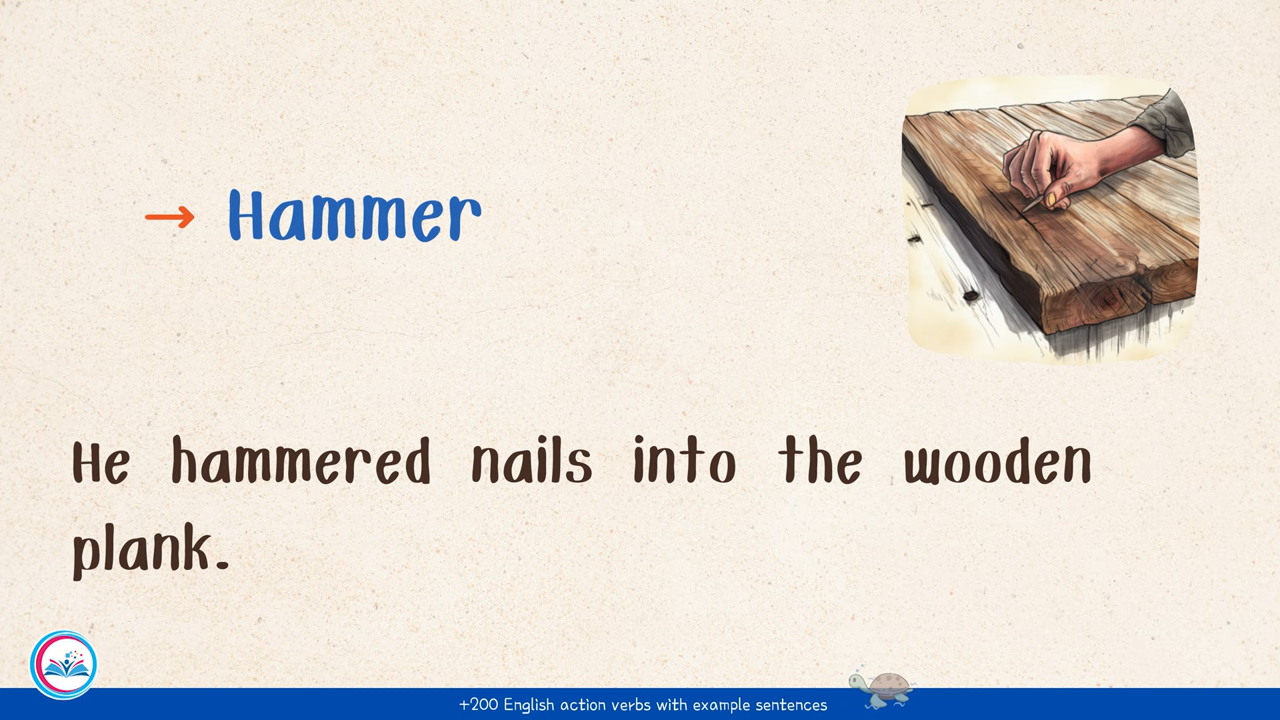 → Hammer
He hammered nails into the wooden
plank.
+200 English action verbs with example sentences